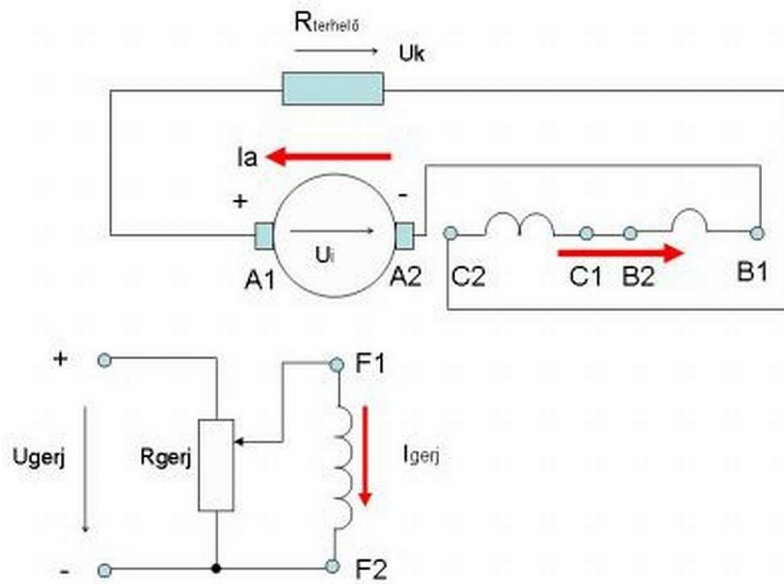 Rterhelő
Uk
Ia
+ -
Ui
A1 A2 C2 C1 B2 B1
+ F1
Ugerj Rgerj Igerj
- F2